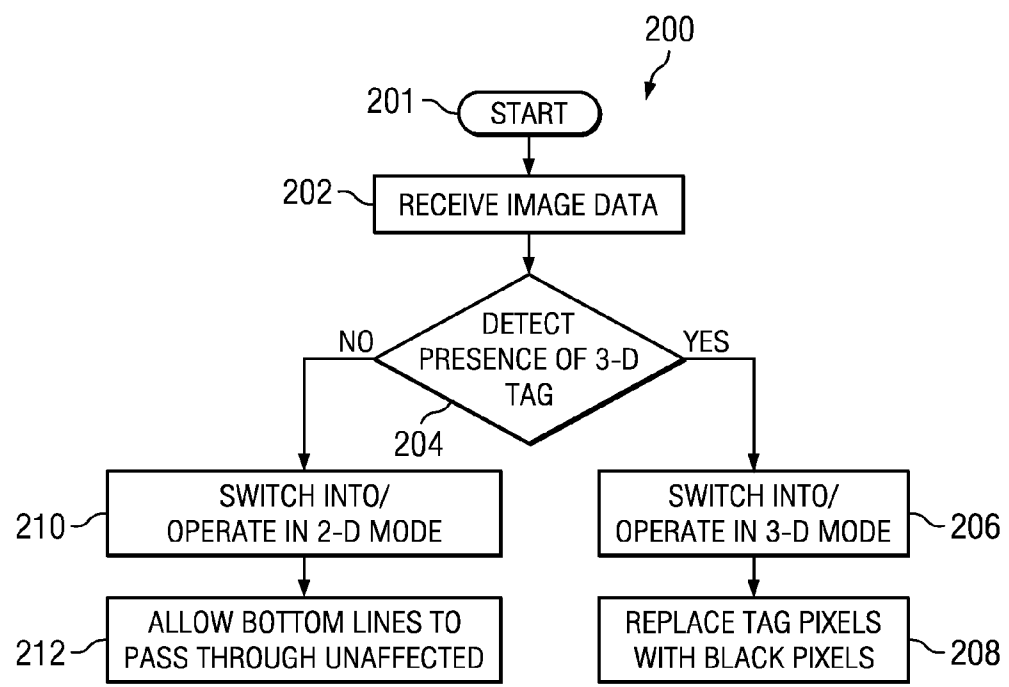 200
201
START
202
RECEIVE IMAGE DATA
NO
DETECT
PRESENCE OF 3-D
TAG
YES
204
210
SWITCH INTO/
OPERATE IN 2-D MODE
SWITCH INTO/
OPERATE IN 3-D MODE
206
212
ALLOW BOTTOM LINES TO
PASS THROUGH UNAFFECTED
REPLACE TAG PIXELS
WITH BLACK PIXELS
208